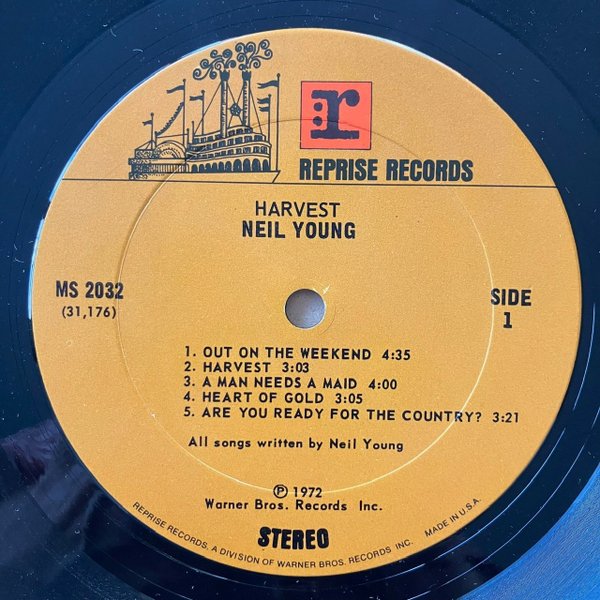 r
REPRISE RECORDS
HARVEST
NEIL YOUNG
MS 2032
(31,176)
SIDE
1
1. OUT ON THE WEEKEND 4:35
2. HARVEST 3:03
3. A MAN NEEDS A MAID 4:00
4. HEART OF GOLD 3:05
5. ARE YOU READY FOR THE COUNTRY? 3:21
All songs written by Neil Young
℗ 1972
Warner Bros. Records Inc.
STEREO
REPRISE RECORDS, A DIVISION OF WARNER BROS. RECORDS INC. MADE IN U.S.A.